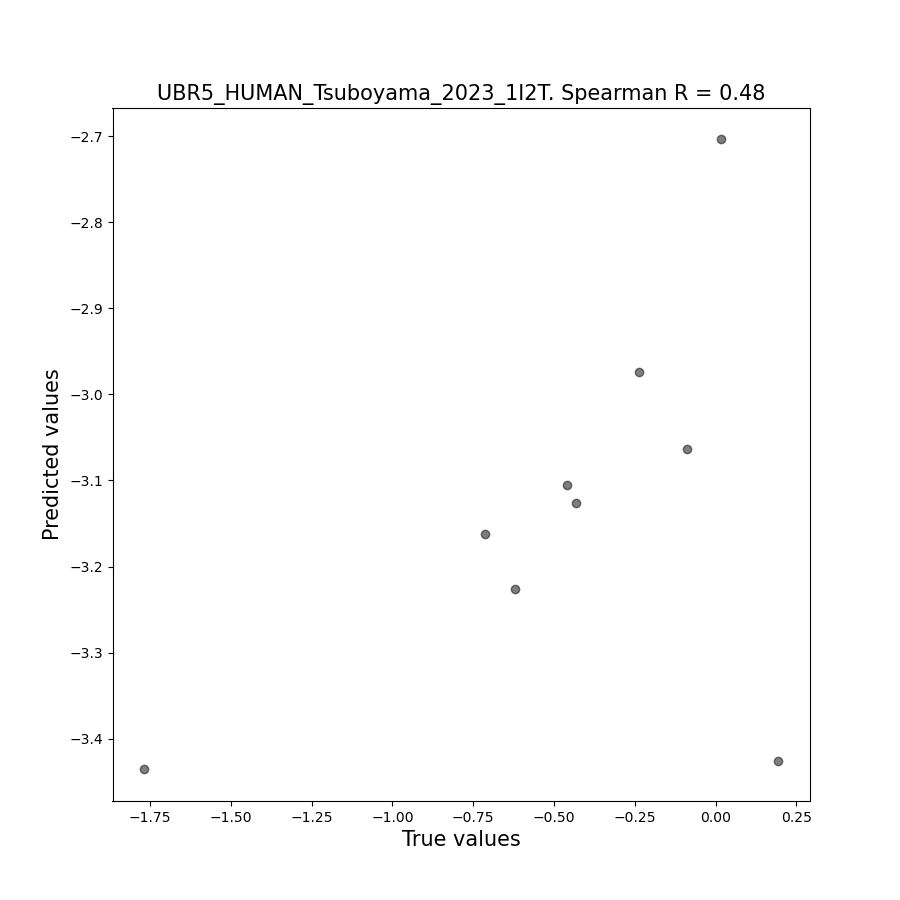 UBR5_HUMAN_Tsuboyama_2023_1I2T. Spearman R = 0.48
−2.7
−2.8
−2.9
−3.0
−3.1
−3.2
−3.3
−3.4
Predicted values
−1.75 −1.50 −1.25 −1.00 −0.75 −0.50 −0.25 0.00 0.25
True values